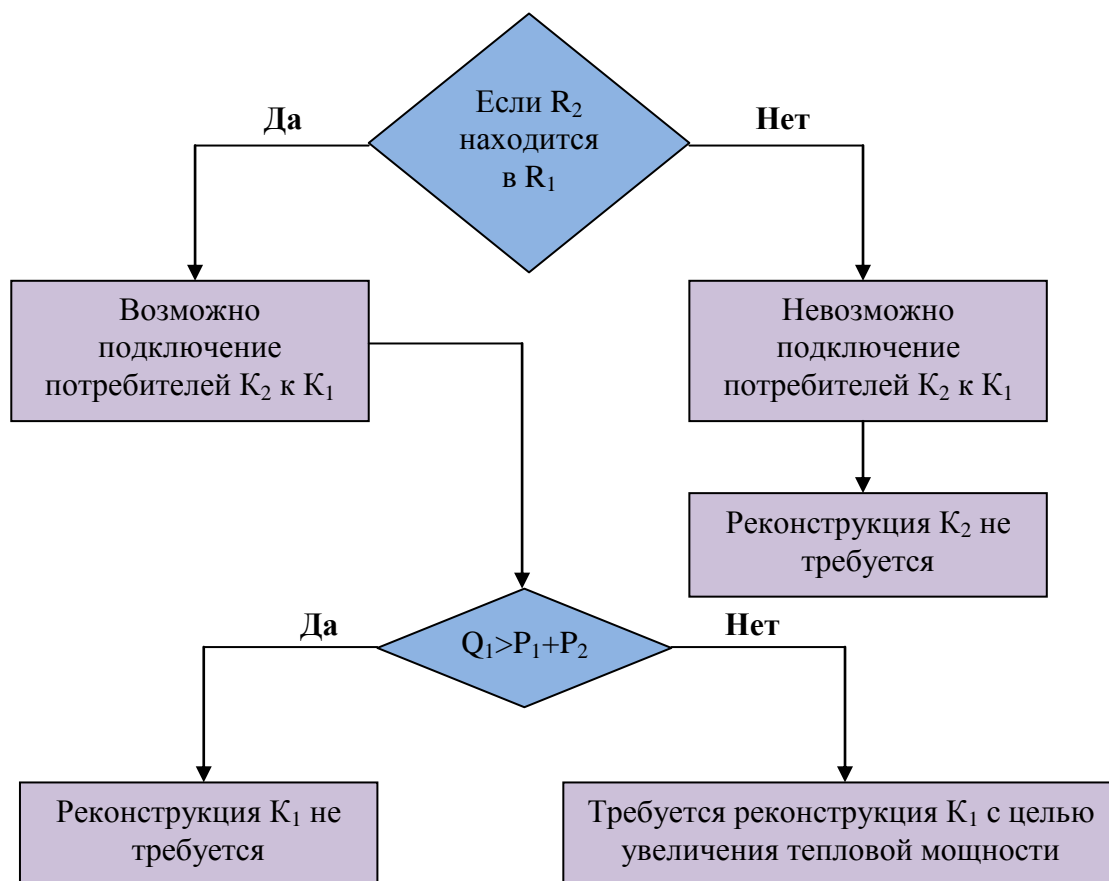 Если R₂
находится
в R₁
Да
Нет
Возможно
подключение
потребителей К₂ к К₁
Невозможно
подключение
потребителей К₂ к К₁
Реконструкция К₂ не
требуется
Да
Q₁>P₁+P₂
Нет
Реконструкция К₁ не
требуется
Требуется реконструкция К₁ с целью
увеличения тепловой мощности